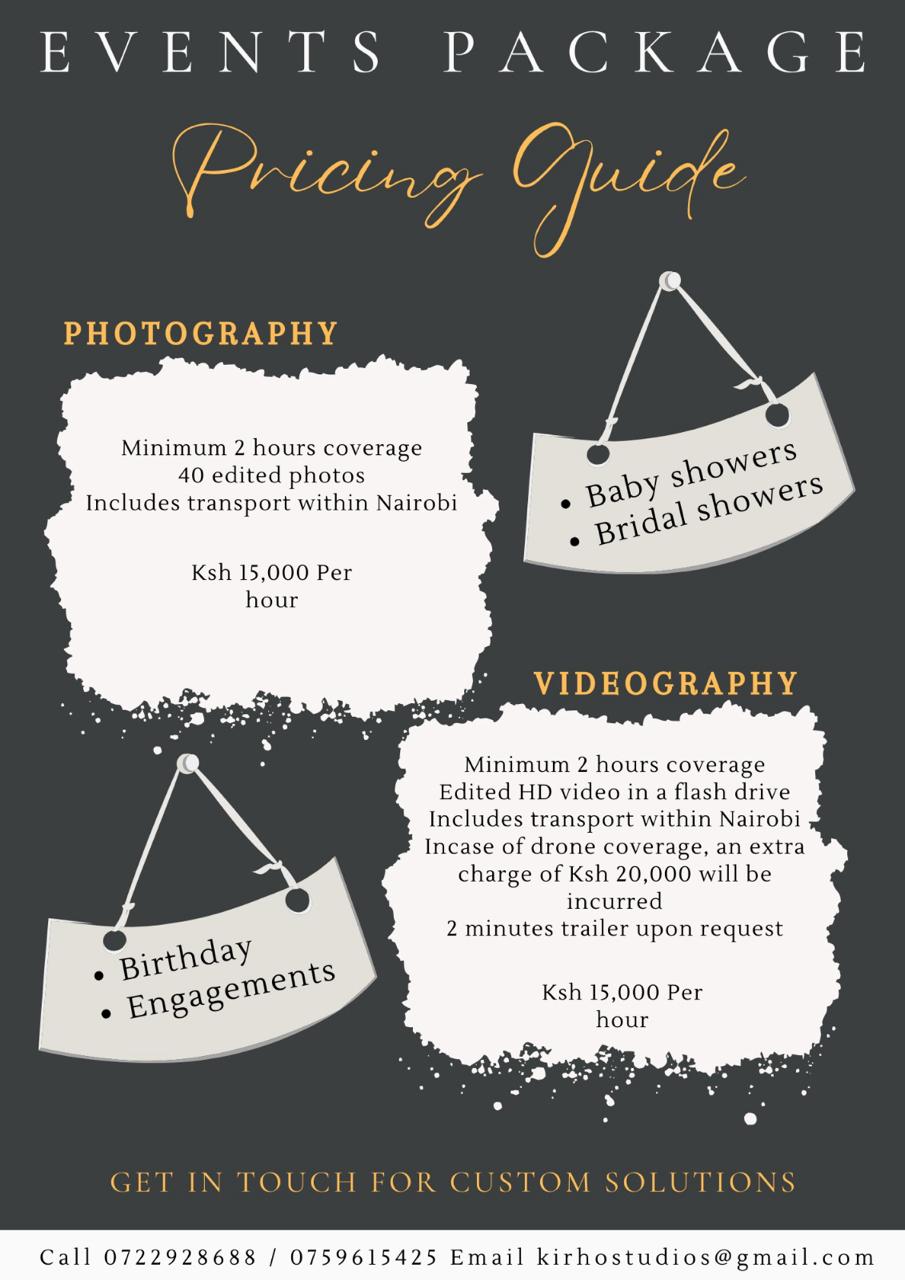 EVENTS PACKAGE
Pricing Guide
PHOTOGRAPHY
Minimum 2 hours coverage
40 edited photos
Includes transport within Nairobi
Ksh 15,000 Per
hour
• Baby showers
• Bridal showers
VIDEOGRAPHY
Minimum 2 hours coverage
Edited HD video in a flash drive
Includes transport within Nairobi
Incase of drone coverage, an extra
charge of Ksh 20,000 will be
incurred
2 minutes trailer upon request
Ksh 15,000 Per
hour
• Birthday
• Engagements
GET IN TOUCH FOR CUSTOM SOLUTIONS
Call 0722928688 / 0759615425 Email kirhostudios@gmail.com